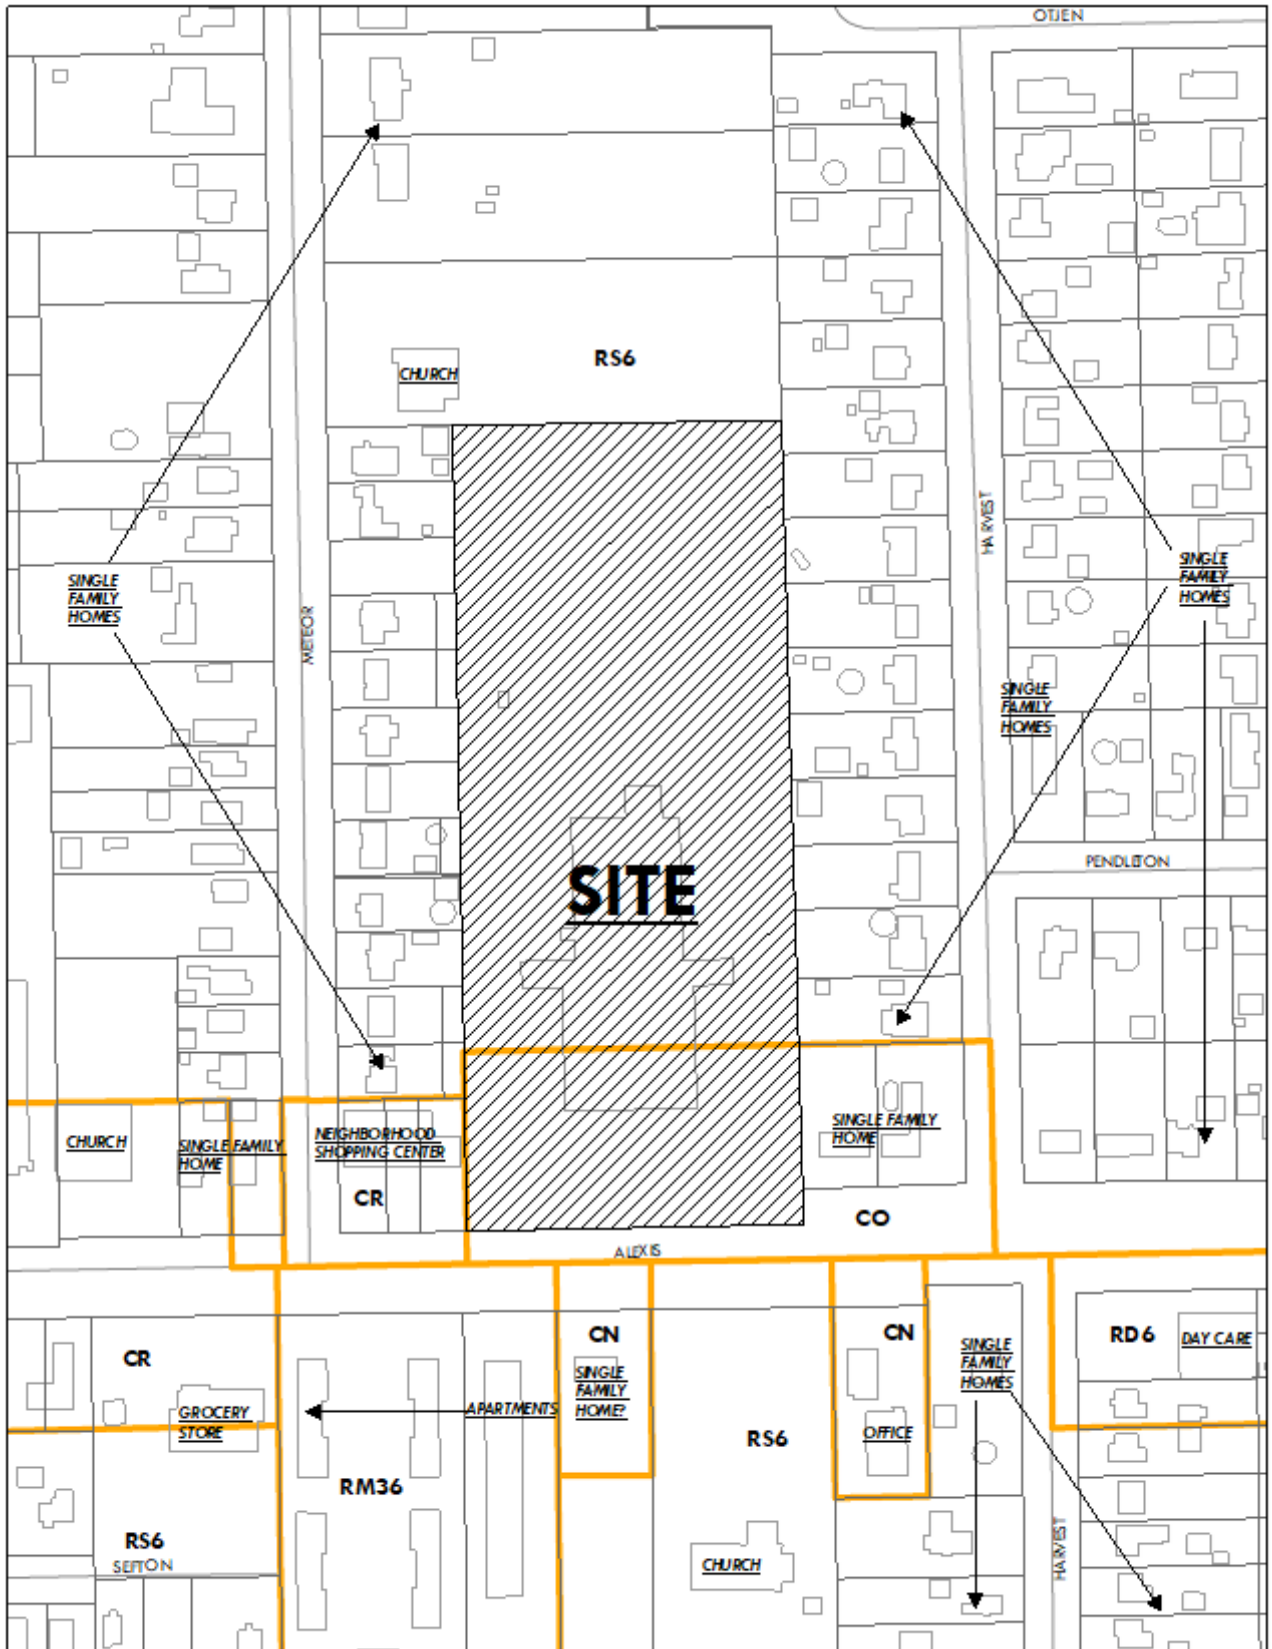 OTJEN
RS6
CHURCH
HARVEST
SINGLE
FAMILY
HOMES
SINGLE
FAMILY
HOMES
METEOR
SINGLE
FAMILY
HOMES
PENDLETON
SITE
CHURCH
SINGLE FAMILY
HOME
NEIGHBORHOOD
SHOPPING CENTER
CR
SINGLE FAMILY
HOME
CO
ALEXIS
CR
GROCERY
STORE
APARTMENTS
RM36
CN
SINGLE
FAMILY
HOME?
RS6
CN
OFFICE
SINGLE
FAMILY
HOMES
RD6
DAY CARE
RS6
SEFTON
CHURCH
HARVEST